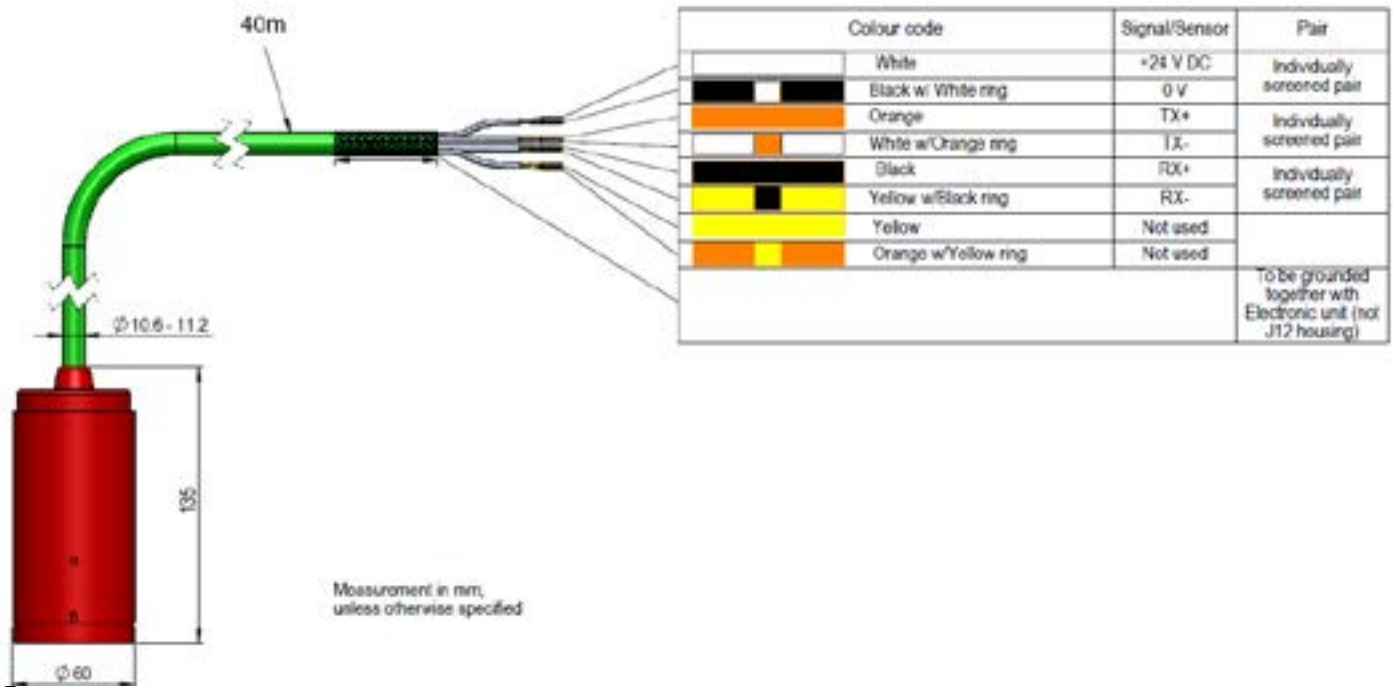 40m
Colour code Signal/Sensor Pair
White +24 V DC Individually
Black w/ White ring 0 V screened pair
Orange TX+ Individually
White w/Orange ring TX- screened pair
Black RX+ Individually
Yellow w/Black ring RX- screened pair
Yellow Not used
Orange w/Yellow ring Not used
To be grounded
together with
Electronic unit (not
J12 housing)
∅10.6 - 11.2
135
Measurement in mm,
unless otherwise specified
∅60